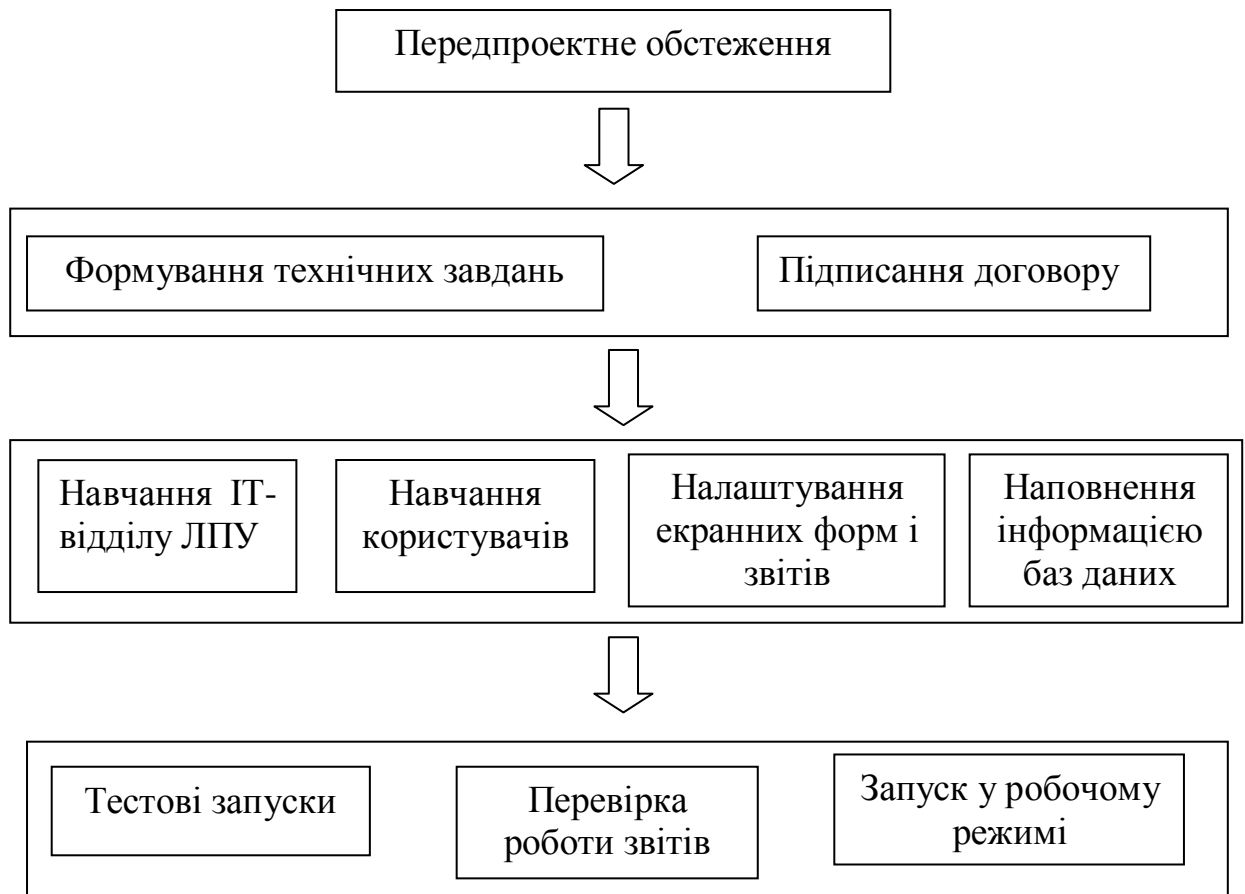 Передпроектне обстеження
Формування технічних завдань
Підписання договору
Навчання ІТ-
відділу ЛПУ
Навчання
користувачів
Налаштування
екранних форм і
звітів
Наповнення
інформацією
баз даних
Тестові запуски
Перевірка
роботи звітів
Запуск у робочому
режимі